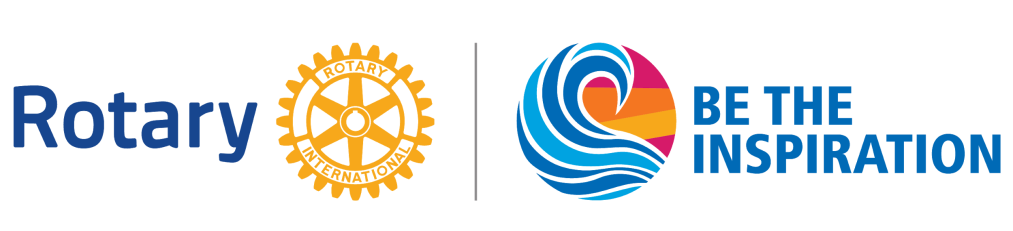 Rotary
ROTARY
INTERNATIONAL
BE THE
INSPIRATION